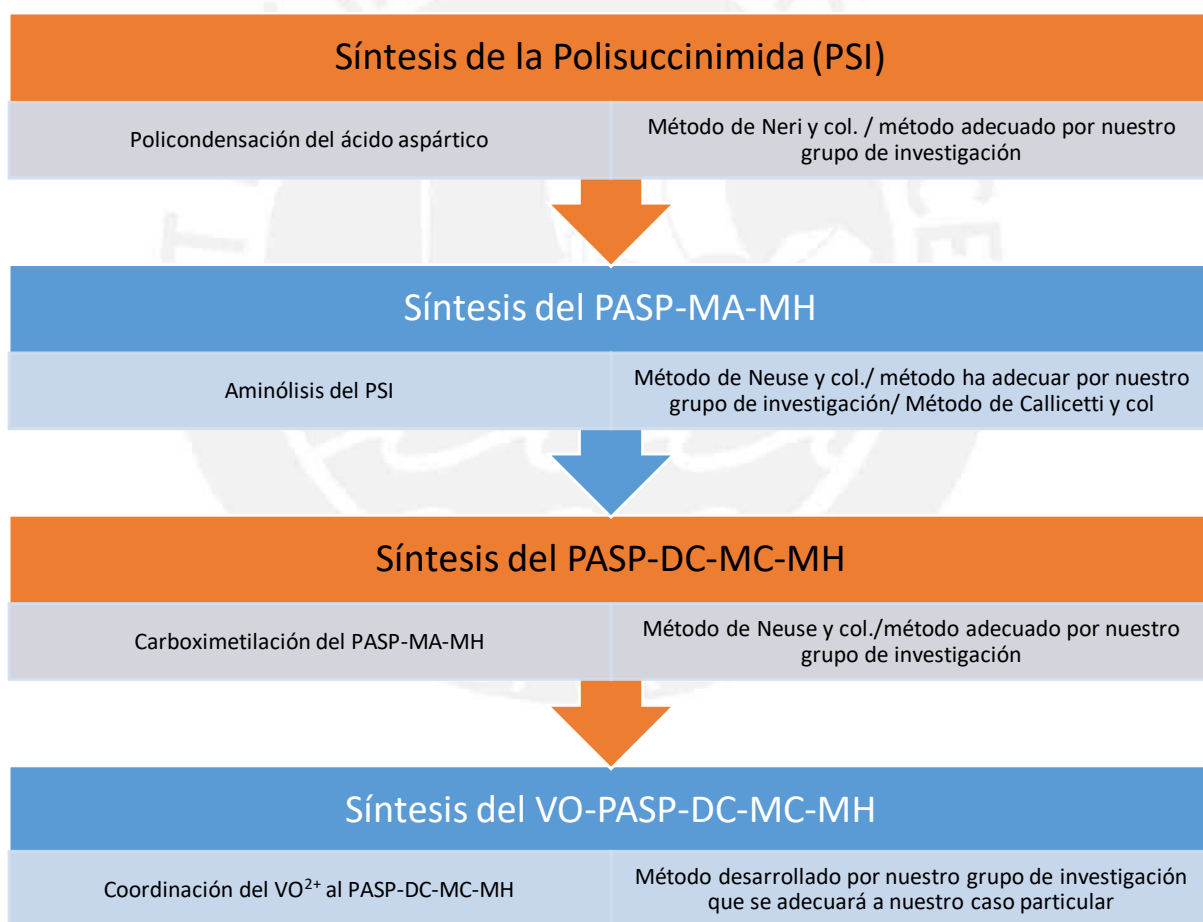 Síntesis de la Polisuccinimida (PSI)
Policondensación del ácido aspártico
Método de Neri y col. / método adecuado por nuestro
grupo de investigación
Síntesis del PASP-MA-MH
Aminólisis del PSI
Método de Neuse y col./ método ha adecuar por nuestro
grupo de investigación/ Método de Callicetti y col
Síntesis del PASP-DC-MC-MH
Carboximetilación del PASP-MA-MH
Método de Neuse y col./método adecuado por nuestro
grupo de investigación
Síntesis del VO-PASP-DC-MC-MH
Coordinación del VO²⁺ al PASP-DC-MC-MH
Método desarrollado por nuestro grupo de investigación
que se adecuará a nuestro caso particular